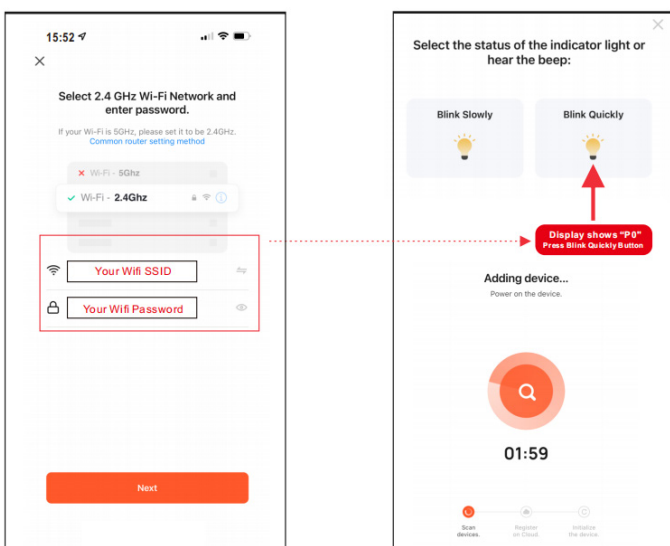 15:52
Select 2.4 GHz Wi-Fi Network and
enter password.
If your Wi-Fi is 5GHz, please set it to be 2.4GHz.
Common router setting method
Wi-Fi - 5Ghz
Wi-Fi - 2.4Ghz
Your Wifi SSID
Your Wifi Password
Next
Select the status of the indicator light or
hear the beep:
Blink Slowly
Blink Quickly
Display shows "P0"
Press Blink Quickly Button
Adding device...
Power on the device.
01:59
Scan
devices.
Register
on Cloud.
Initialize
the device.